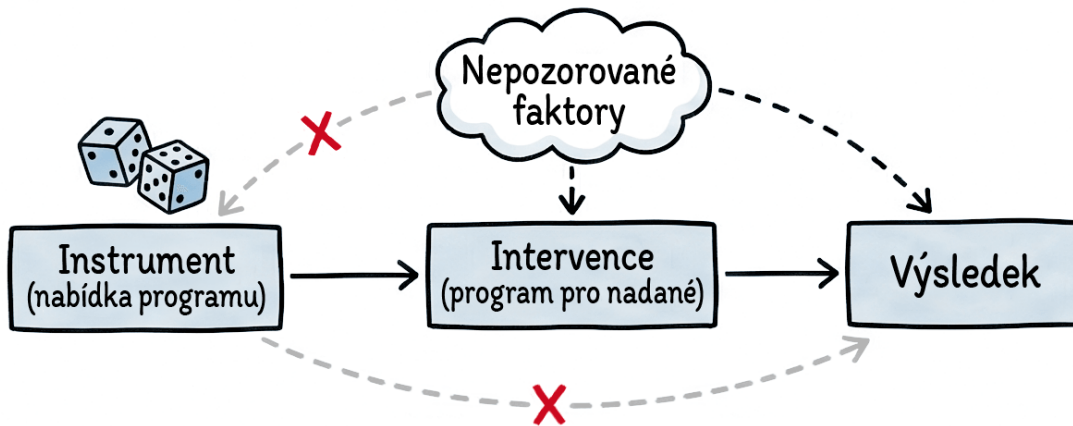 Nepozorované
faktory
Instrument
(nabídka programu)
Intervence
(program pro nadané)
Výsledek